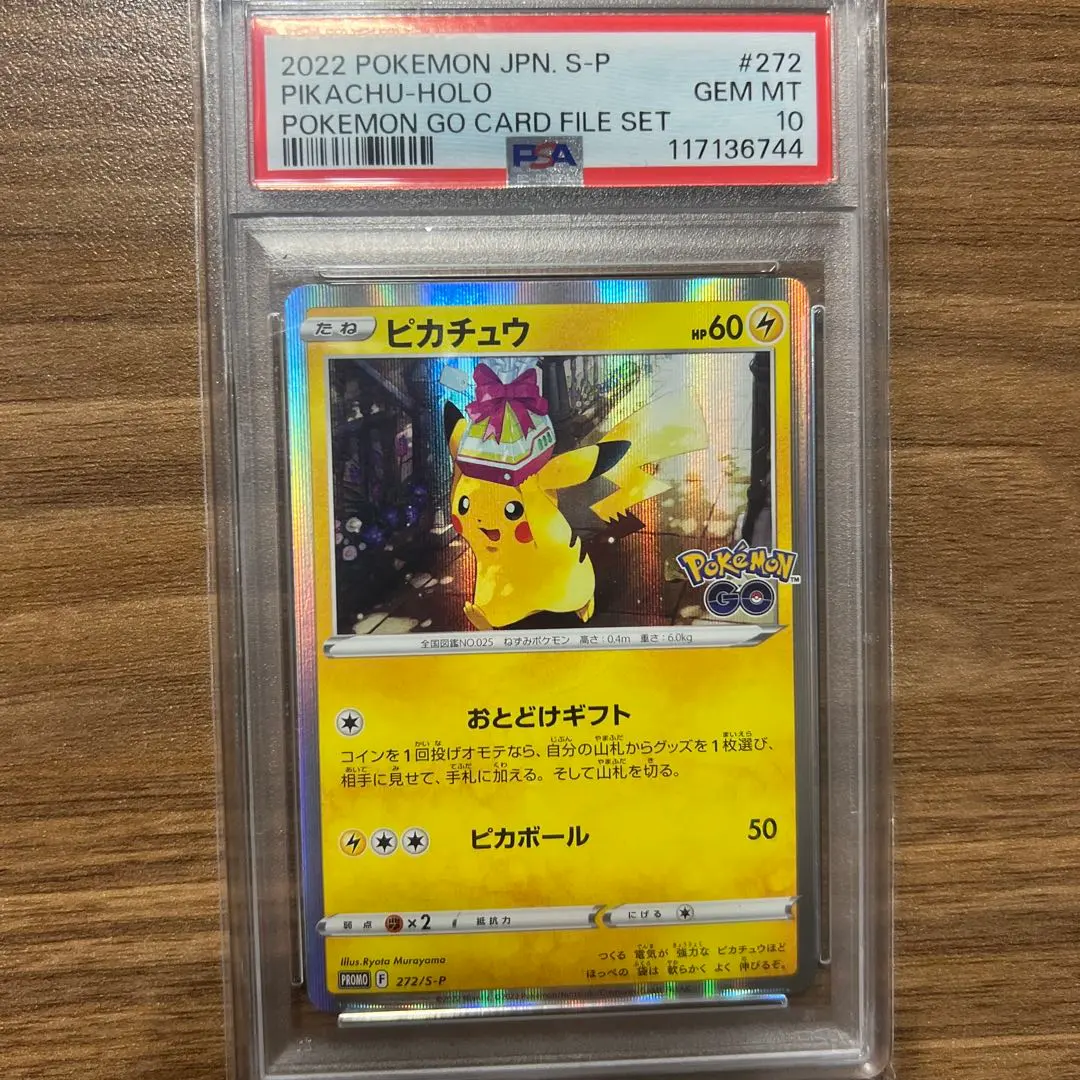 2022 POKEMON JPN. S-P #272
PIKACHU-HOLO GEM MT
POKEMON GO CARD FILE SET 10
PSA 117136744
たね ピカチュウ HP60
Pokémon™
GO
全国図鑑NO.025 ねずみポケモン 高さ:0.4m 重さ:6.0kg
おとどけギフト
コインを1回投げオモテなら、自分の山札からグッズを1枚選び、
相手に見せて、手札に加える。そして山札を切る。
ピカボール 50
弱点 ×2 抵抗力 にげる
つくる 電気が 強力な ピカチュウほど
ほっぺの 袋は 軟らかく よく 伸びるぞ。
Illus.Ryota Murayama
PROMO F 272/S-P